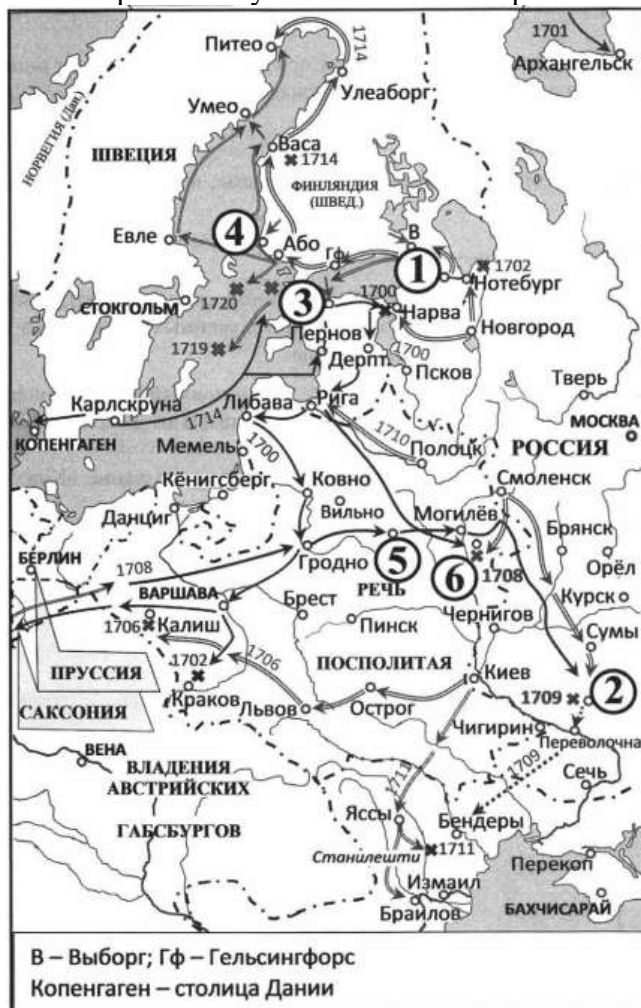 1701
Архангельск
Питео
1714
Улеаборг
Умео
НОРВЕГИЯ (Дат.)
ШВЕЦИЯ
Васа
1714
ФИНЛЯНДИЯ
(ШВЕД.)
Евле
4
Або
Гф
В
1
1702
Нотебург
СТОКГОЛЬМ
1720
3
1700
Нарва
Новгород
1719
Пернов
Дерпт
1700
Псков
Тверь
Карлскруна
1714
КОПЕНГАГЕН
Либава
Рига
МОСКВА
1710
Полоцк
РОССИЯ
Мемель
1700
Смоленск
Кёнигсберг
Ковно
Вильно
Могилёв
Данциг
Брянск
БЕРЛИН
1708
Гродно
5
6
1708
Орёл
ВАРШАВА
РЕЧЬ
Курск
Брест
Чернигов
1706
Калиш
Пинск
Сумы
ПРУССИЯ
1702
1706
ПОСПОЛИТАЯ
Киев
1709
2
САКСОНИЯ
Краков
Львов
Острог
Чигирин
Переволочна
ВЕНА
1709
Сечь
ВЛАДЕНИЯ
АВСТРИЙСКИХ
ГАБСБУРГОВ
1711
Яссы
Бендеры
Станилешти
1711
Перекоп
Измаил
Браилов
БАХЧИСАРАЙ
В – Выборг; Гф – Гельсингфорс
Копенгаген – столица Дании